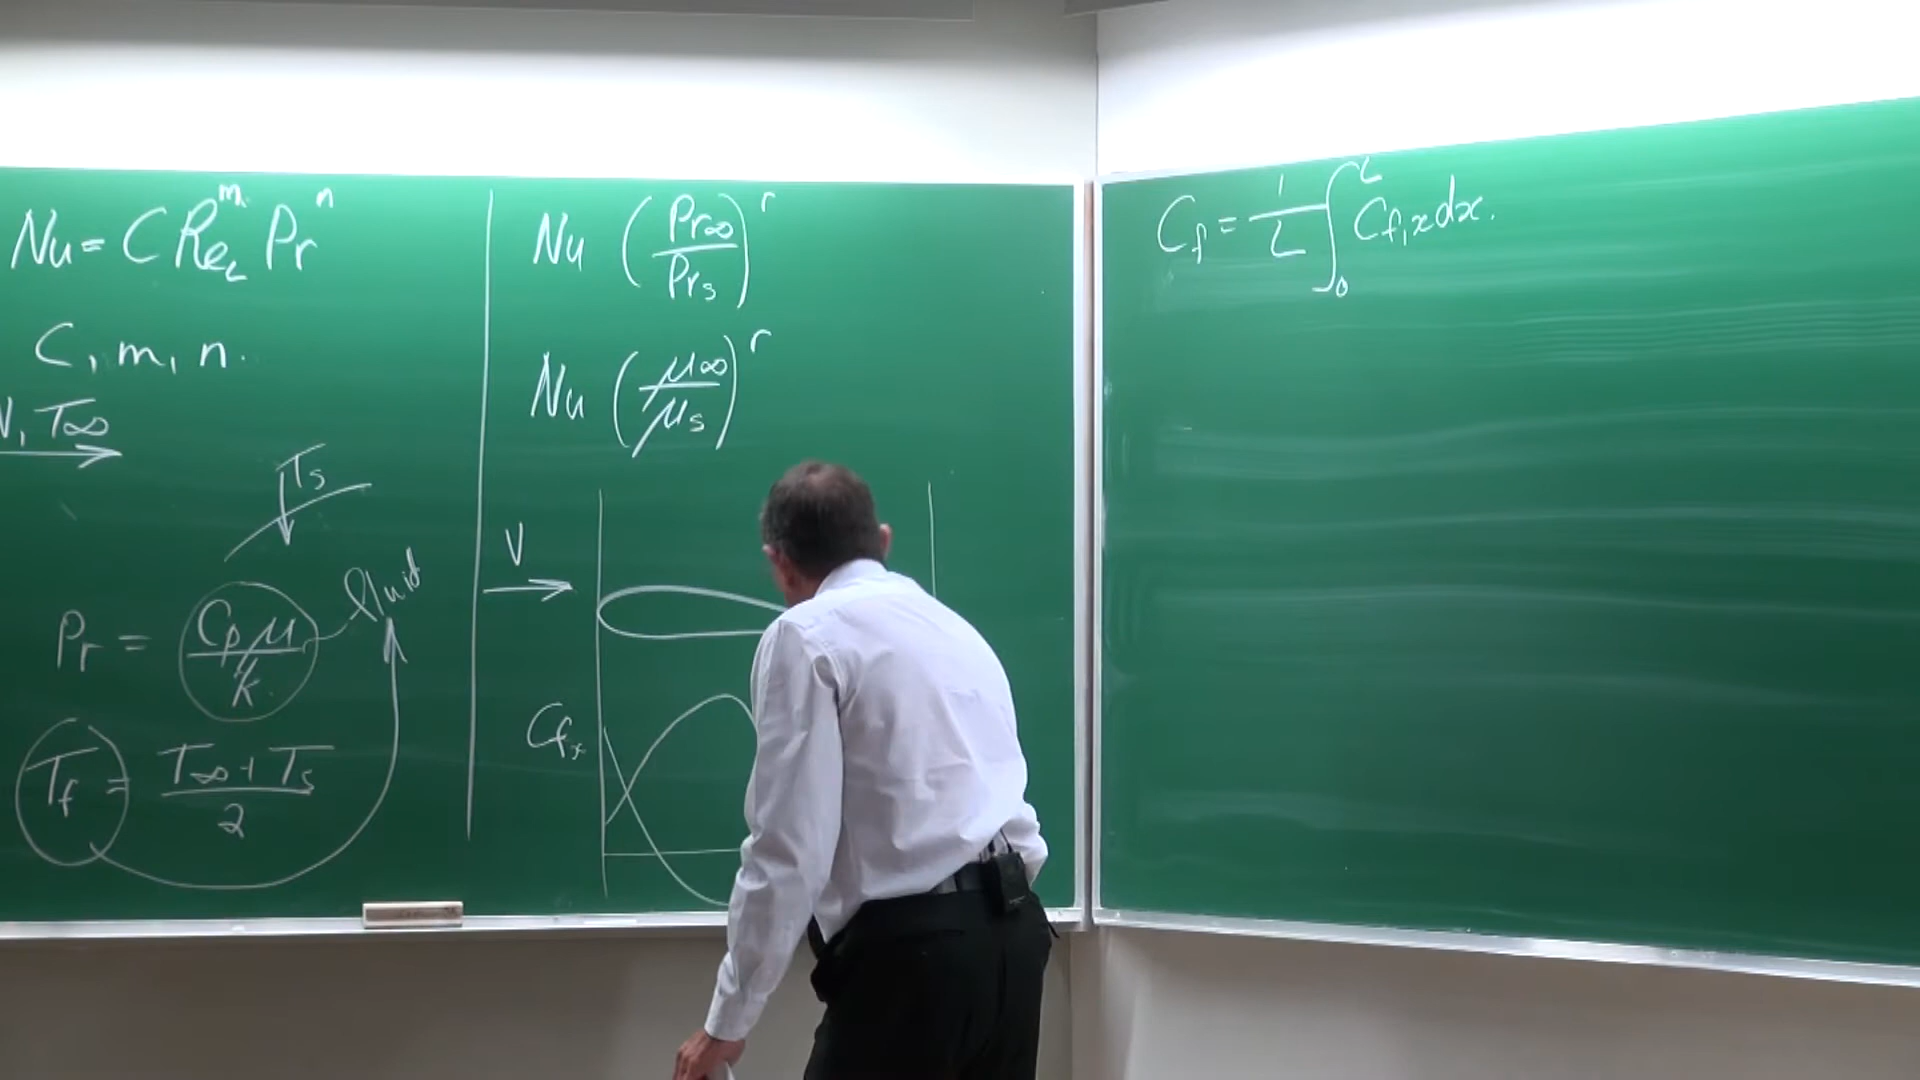 Nu = C Re_L^m Pr^n
C, m, n.
V, T∞
Ts
Pr = Cp μ / k
fluid
Tf = T∞ + Ts / 2
Nu (Pr∞ / Prs)^r
Nu (μ∞ / μs)^r
V
Cfx
Cf = 1/L ∫₀ᴸ Cf,x dx.